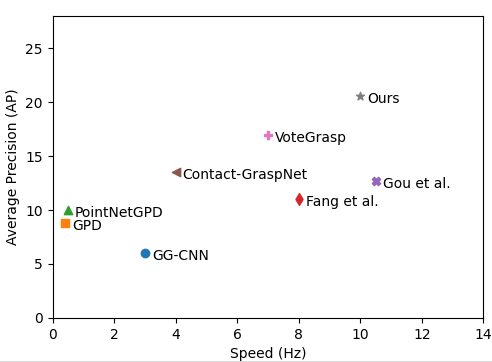 25
20
15
10
5
0
Average Precision (AP)
Ours
VoteGrasp
Contact-GraspNet
Gou et al.
Fang et al.
PointNetGPD
GPD
GG-CNN
0 2 4 6 8 10 12 14
Speed (Hz)